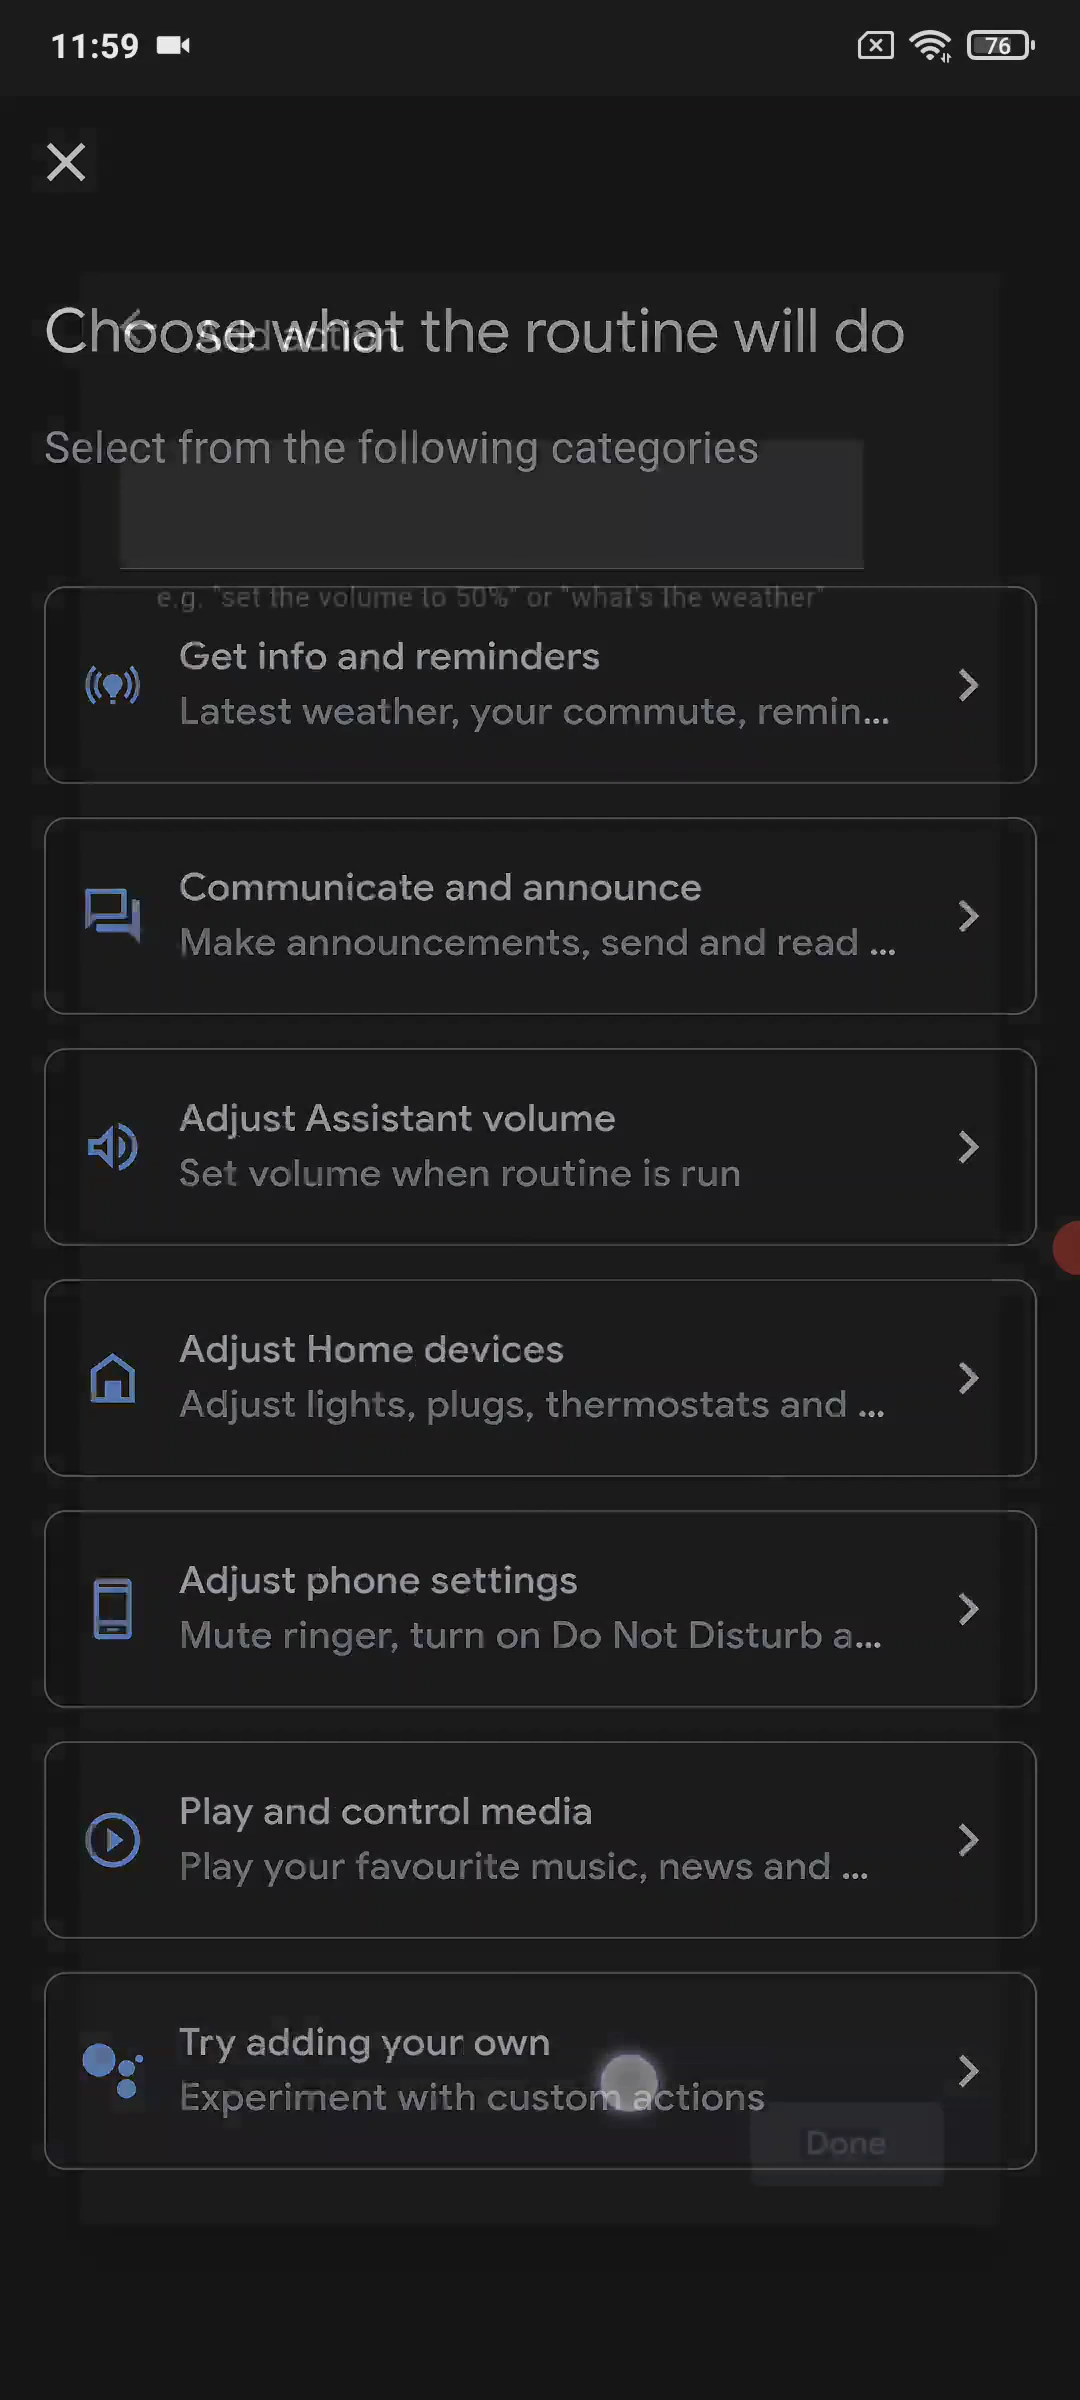 11:59
76
Choose what the routine will do
Add action
Select from the following categories
e.g. "set the volume to 50%" or "what's the weather"
Get info and reminders
Latest weather, your commute, remin...
Communicate and announce
Make announcements, send and read ...
Adjust Assistant volume
Set volume when routine is run
Adjust Home devices
Adjust lights, plugs, thermostats and ...
Adjust phone settings
Mute ringer, turn on Do Not Disturb a...
Play and control media
Play your favourite music, news and ...
Try adding your own
Experiment with custom actions
Done